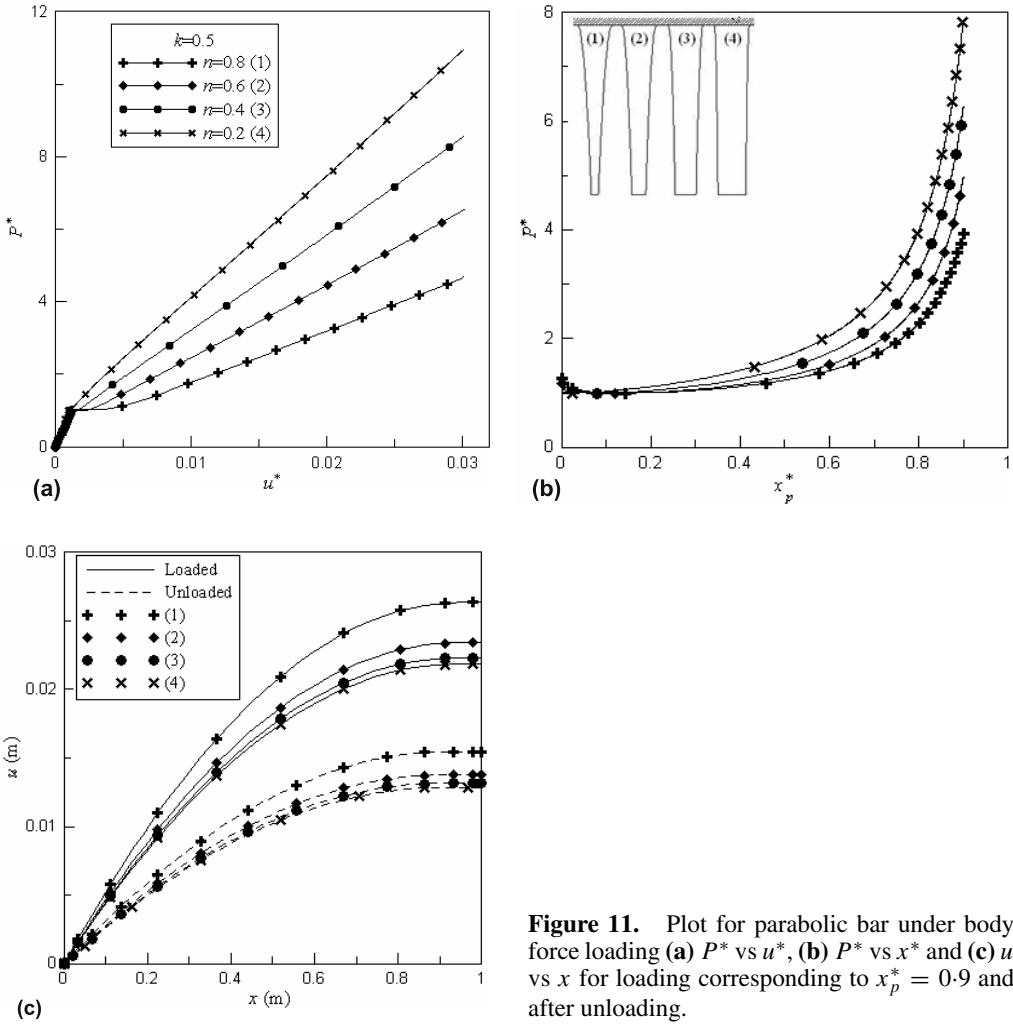 12
8
4
0
P*
k=0.5
n=0.8 (1)
n=0.6 (2)
n=0.4 (3)
n=0.2 (4)
0 0.01 0.02 0.03
u*
(a)
8
6
4
2
0
P*
(1) (2) (3) (4)
0 0.2 0.4 0.6 0.8 1
x*p
(b)
0.03
0.02
0.01
0
u (m)
Loaded
Unloaded
(1)
(2)
(3)
(4)
0 0.2 0.4 0.6 0.8 1
x (m)
(c)
Figure 11. Plot for parabolic bar under body
force loading (a) P* vs u*, (b) P* vs x* and (c) u
vs x for loading corresponding to x*p = 0·9 and
after unloading.